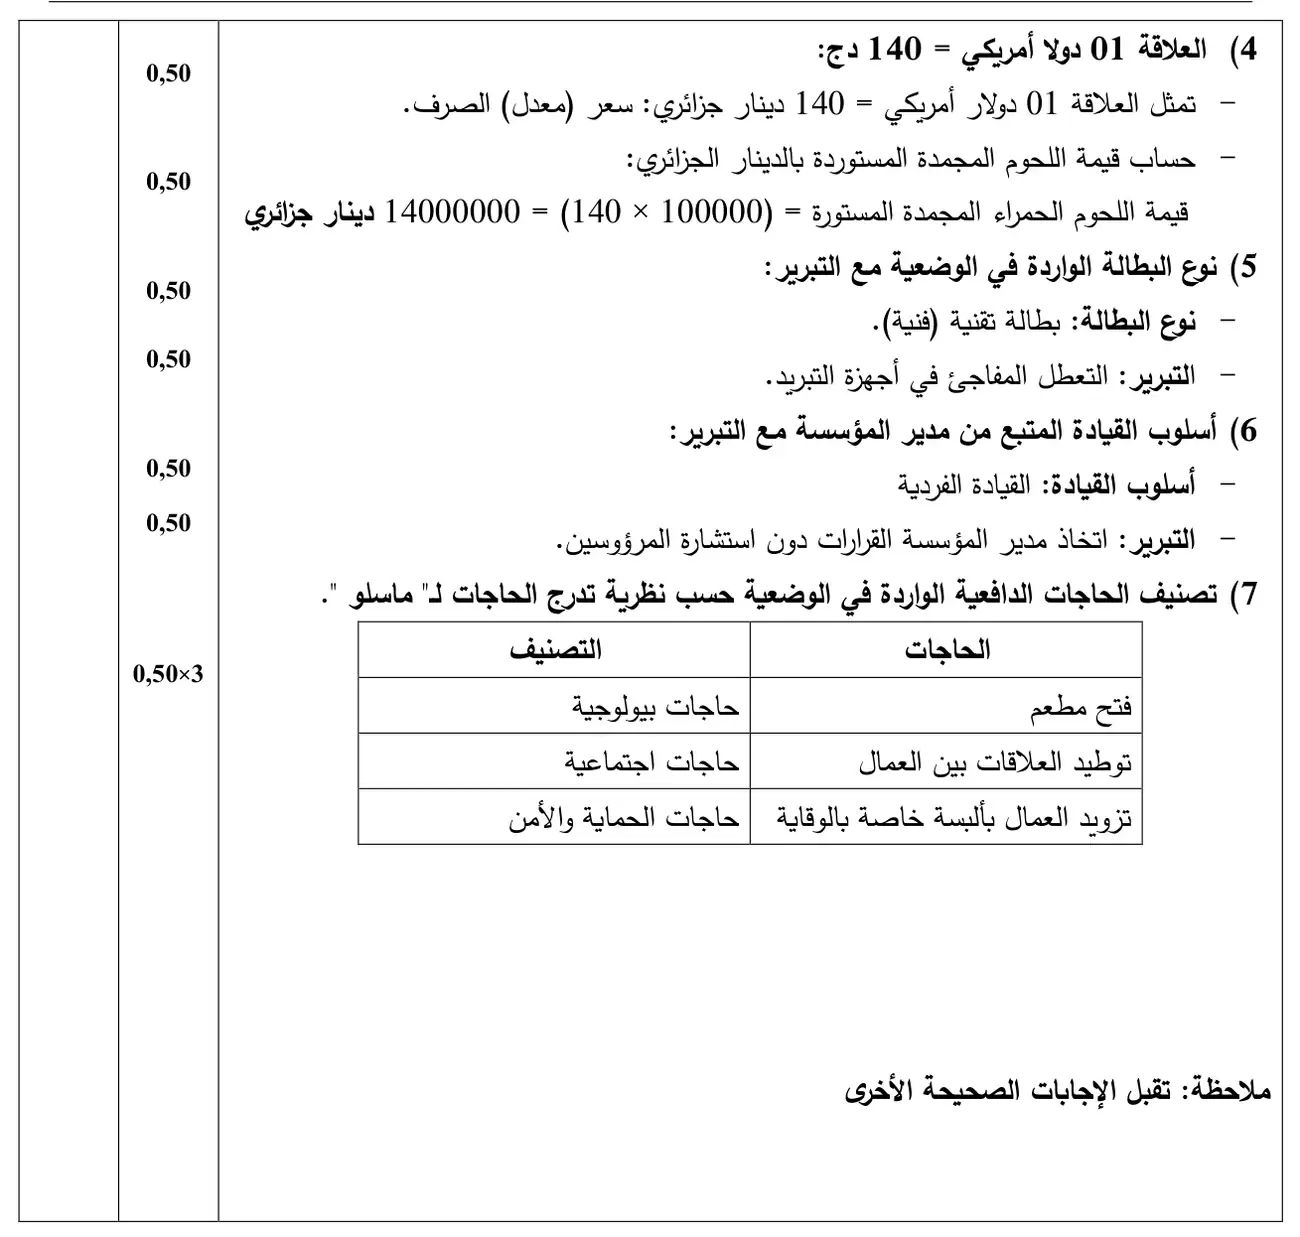 4) العلاقة 01 دولا أمريكي = 140 دج:
0,50
– تمثل العلاقة 01 دولار أمريكي = 140 دينار جزائري: سعر (معدل) الصرف.
– حساب قيمة اللحوم المجمدة المستوردة بالدينار الجزائري:
0,50
قيمة اللحوم الحمراء المجمدة المستورة = (100000 × 140) = 14000000 دينار جزائري
5) نوع البطالة الواردة في الوضعية مع التبرير:
0,50
– نوع البطالة: بطالة تقنية (فنية).
0,50
– التبرير: التعطل المفاجئ في أجهزة التبريد.
6) أسلوب القيادة المتبع من مدير المؤسسة مع التبرير:
0,50
– أسلوب القيادة: القيادة الفردية
0,50
– التبرير: اتخاذ مدير المؤسسة القرارات دون استشارة المرؤوسين.
7) تصنيف الحاجات الدافعية الواردة في الوضعية حسب نظرية تدرج الحاجات لـ" ماسلو ".
0,50×3
الحاجات التصنيف
فتح مطعم حاجات بيولوجية
توطيد العلاقات بين العمال حاجات اجتماعية
تزويد العمال بألبسة خاصة بالوقاية حاجات الحماية والأمن
ملاحظة: تقبل الإجابات الصحيحة الأخرى